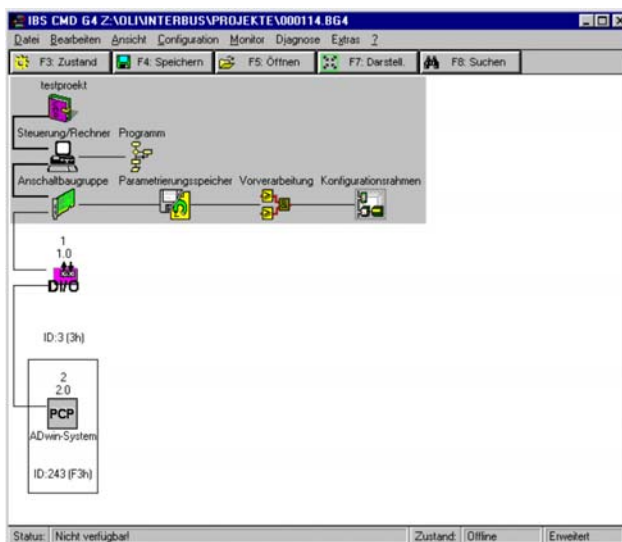 IBS CMD G4 Z:\OLI\INTERBUS\PROJEKTE\000114.BG4
Datei Bearbeiten Ansicht Configuration Monitor Diagnose Extras ?
F3: Zustand F4: Speichern F5: Öffnen F7: Darstell. F8: Suchen
testproekt
Steuerung/Rechner Programm
Anschaltbaugruppe Parametrierungsspeicher Vorverarbeitung Konfigurationsrahmen
1
1.0
DI/O
ID:3 (3h)
2
2.0
PCP
ADwin-System
ID:243 (F3h)
Status: Nicht verfügbar! Zustand: Offline Erweitert